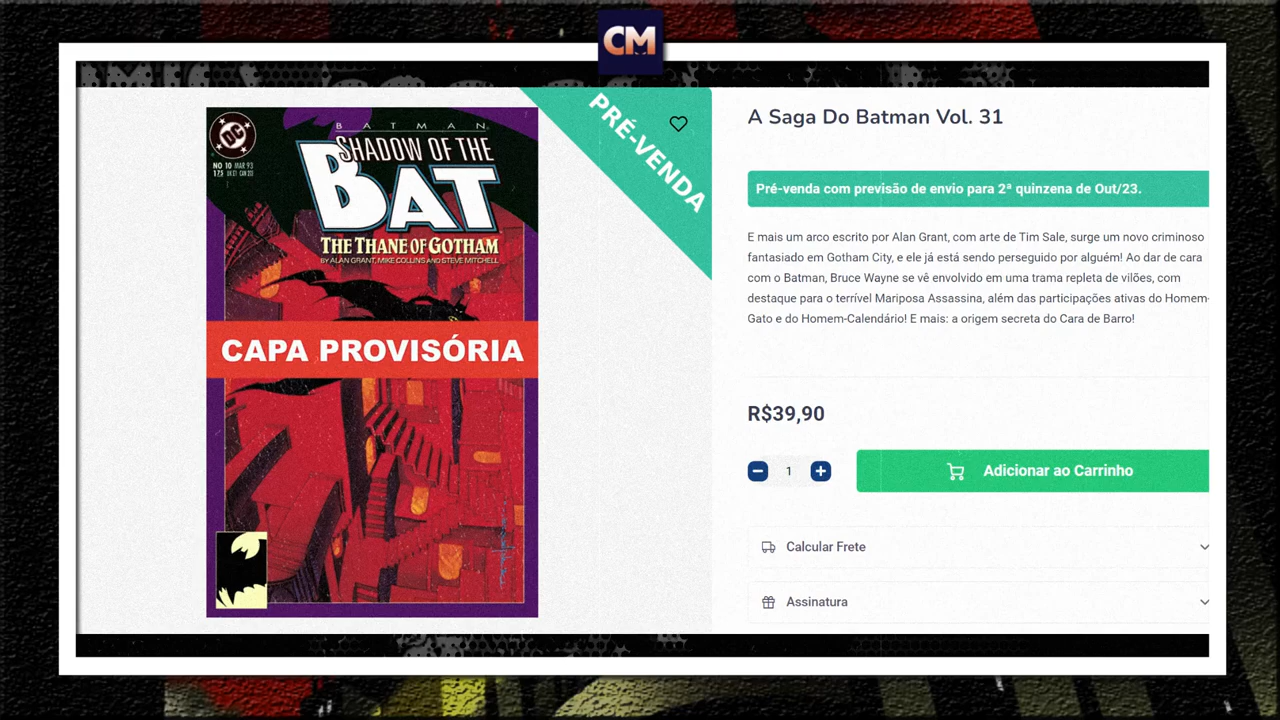 CM
PRÉ-VENDA
BATMAN
SHADOW OF THE
BAT
DC
NO 10 MAR 93
THE THANE OF GOTHAM
BY ALAN GRANT, MIKE COLLINS AND STEVE MITCHELL
CAPA PROVISÓRIA
A Saga Do Batman Vol. 31
Pré-venda com previsão de envio para 2ª quinzena de Out/23.
E mais um arco escrito por Alan Grant, com arte de Tim Sale, surge um novo criminoso
fantasiado em Gotham City, e ele já está sendo perseguido por alguém! Ao dar de cara
com o Batman, Bruce Wayne se vê envolvido em uma trama repleta de vilões, com
destaque para o terrível Mariposa Assassina, além das participações ativas do Homem-
Gato e do Homem-Calendário! E mais: a origem secreta do Cara de Barro!
R$39,90
1
Adicionar ao Carrinho
Calcular Frete
Assinatura